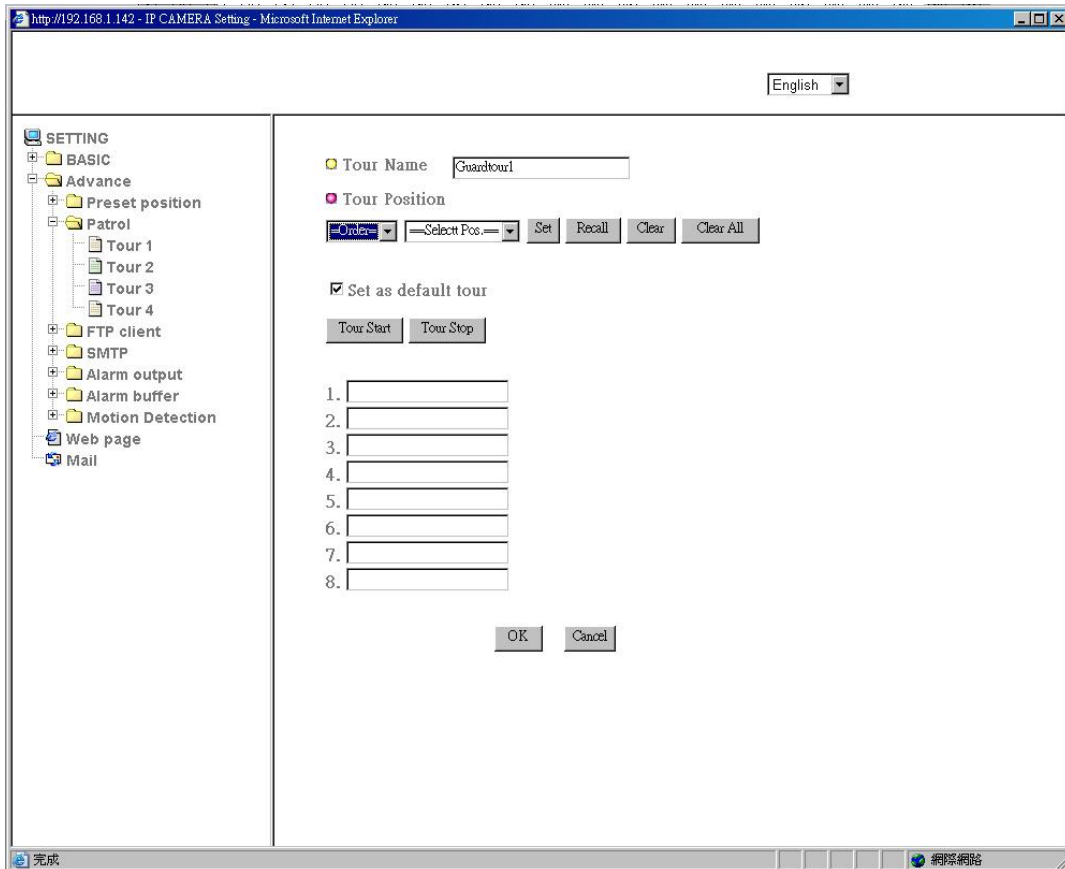 http://192.168.1.142 - IP CAMERA Setting - Microsoft Internet Explorer
English
SETTING
BASIC
Advance
Preset position
Patrol
Tour 1
Tour 2
Tour 3
Tour 4
FTP client
SMTP
Alarm output
Alarm buffer
Motion Detection
Web page
Mail
Tour Name Guardtour1
Tour Position
=Order= ==Selectt Pos.== Set Recall Clear Clear All
Set as default tour
Tour Start Tour Stop
1.
2.
3.
4.
5.
6.
7.
8.
OK Cancel
完成 網際網路